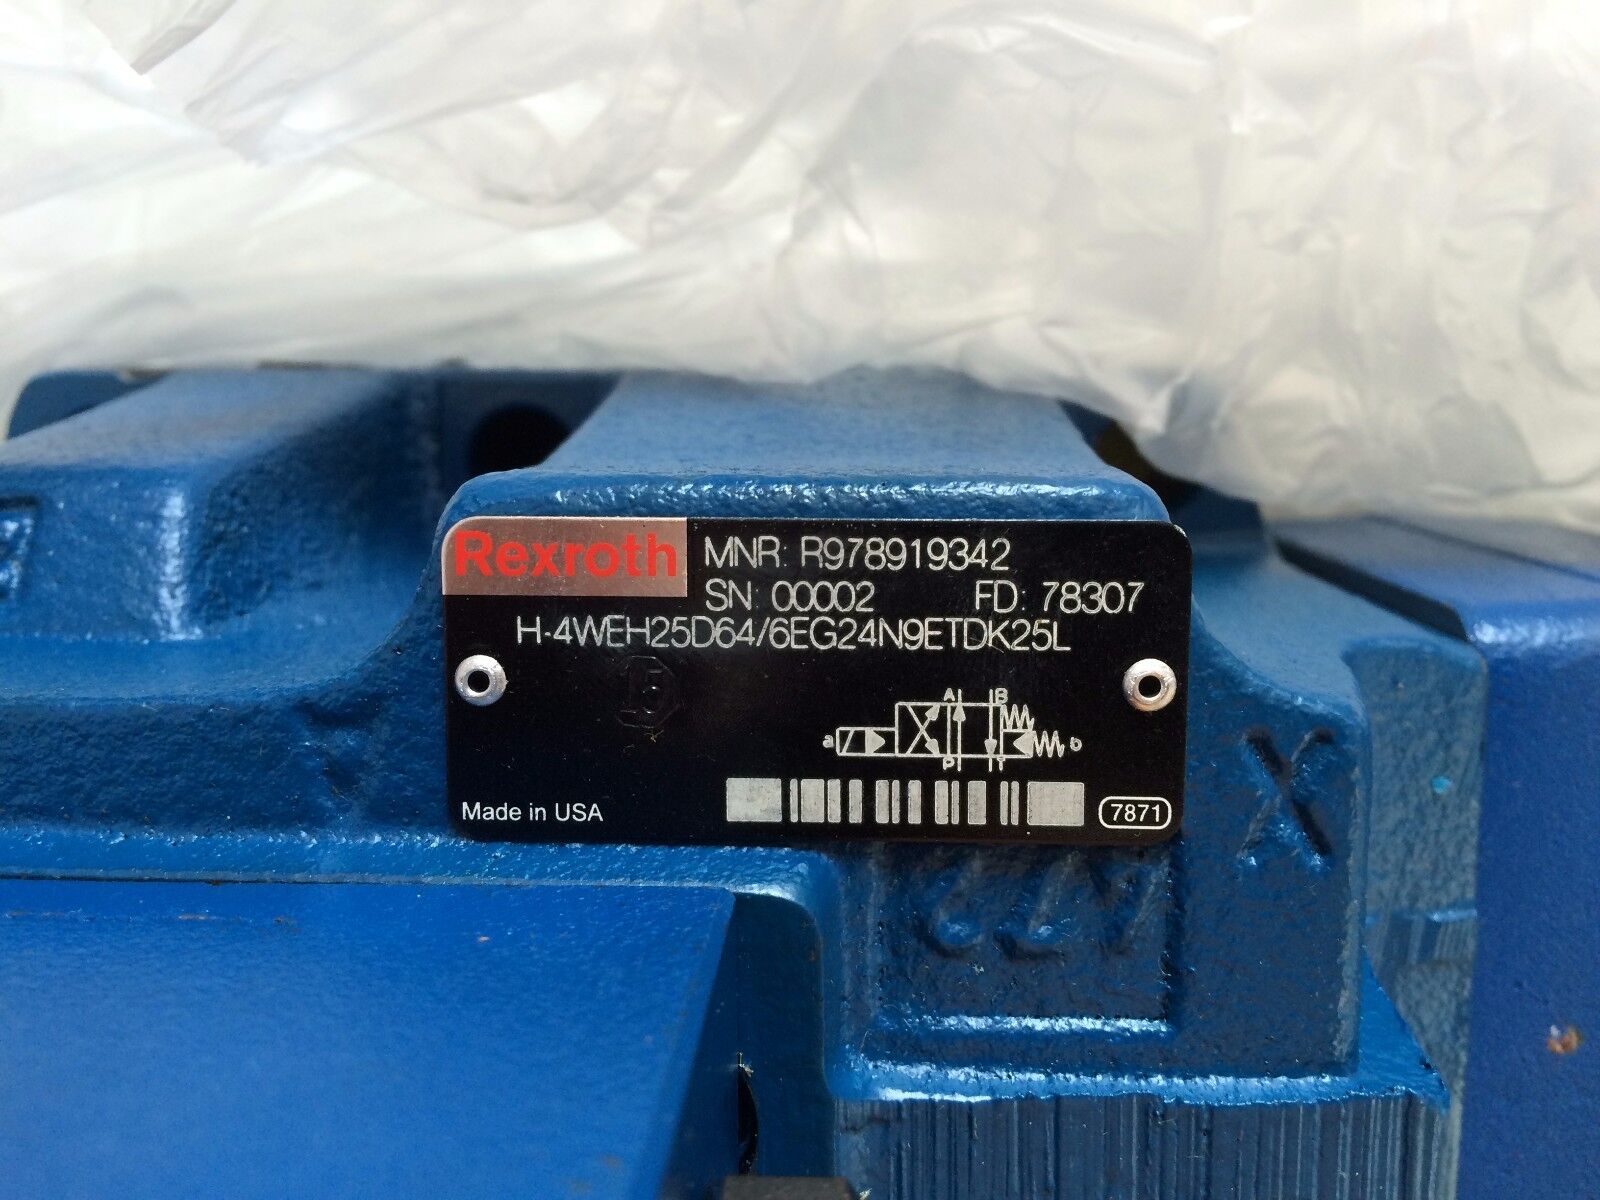 Rexroth
MNR: R978919342
SN: 00002 FD: 78307
H-4WEH25D64/6EG24N9ETDK25L
A B
a b
P T
Made in USA
7871
X